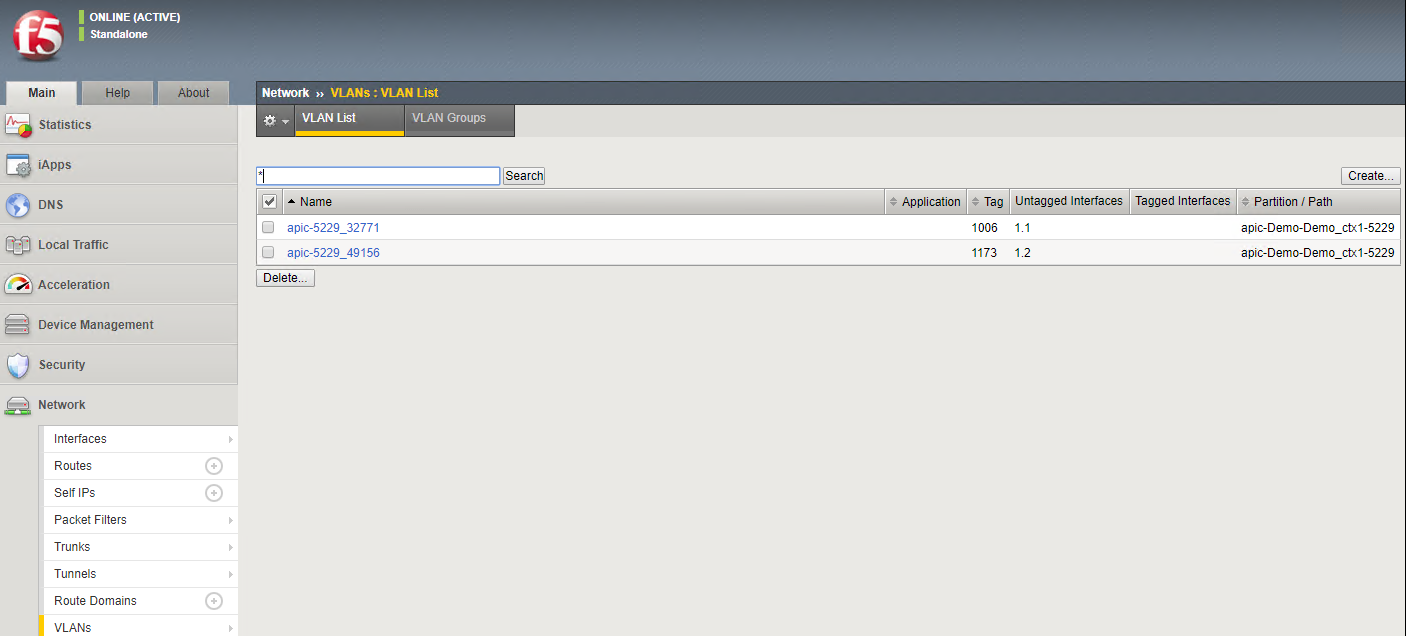 f5
ONLINE (ACTIVE)
Standalone
Main Help About
Network ›› VLANs : VLAN List
VLAN List VLAN Groups
Statistics
iApps
DNS
Local Traffic
Acceleration
Device Management
Security
Network
Interfaces
Routes
Self IPs
Packet Filters
Trunks
Tunnels
Route Domains
VLANs
* Search Create...
Name Application Tag Untagged Interfaces Tagged Interfaces Partition / Path
apic-5229_32771 1006 1.1 apic-Demo-Demo_ctx1-5229
apic-5229_49156 1173 1.2 apic-Demo-Demo_ctx1-5229
Delete...